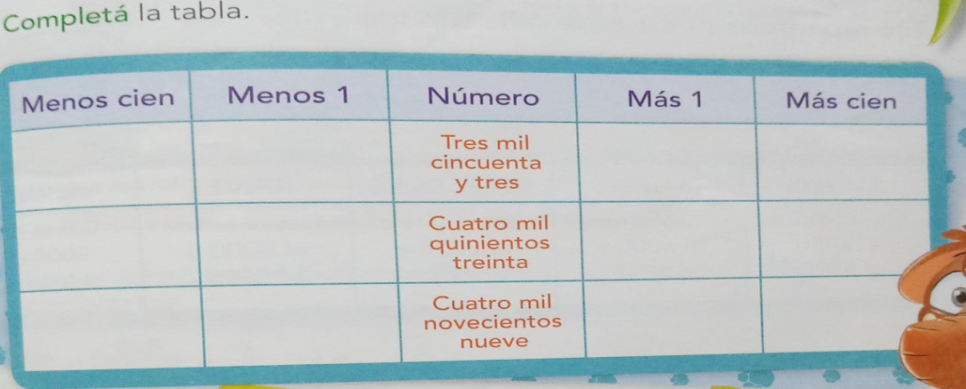 Completá la tabla.
Menos cien Menos 1 Número Más 1 Más cien
Tres mil
cincuenta
y tres
Cuatro mil
quinientos
treinta
Cuatro mil
novecientos
nueve